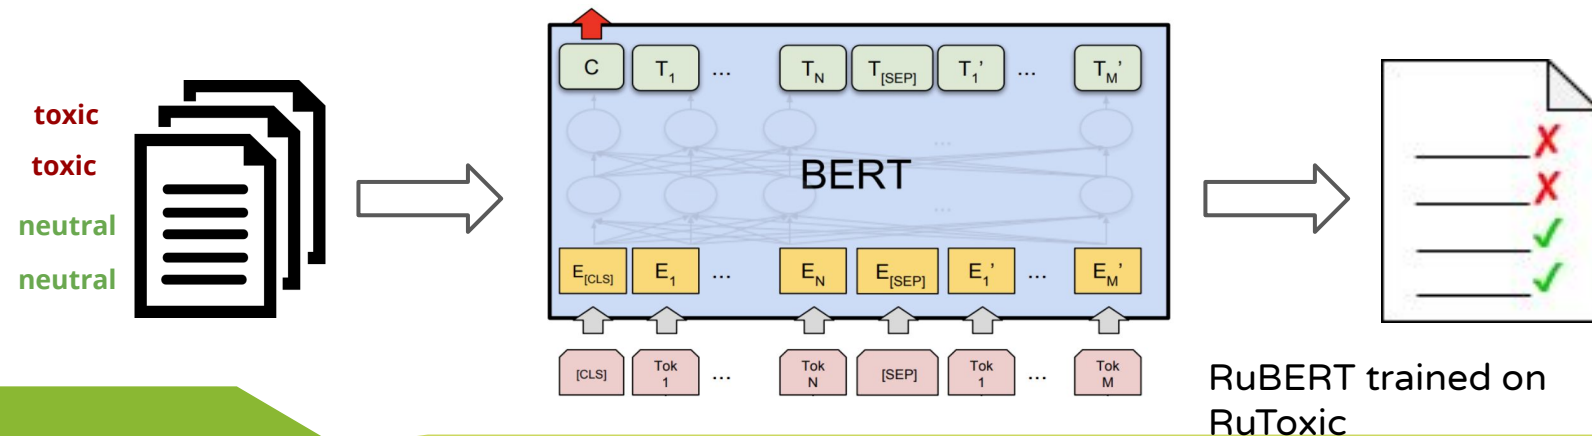 toxic
toxic
neutral
neutral
C T1 ... TN T[SEP] T1’ ... TM’
BERT
...
...
E[CLS] E1 ... EN E[SEP] E1’ ... EM’
[CLS] Tok 1 ... Tok N [SEP] Tok 1 ... Tok M
RuBERT trained on
RuToxic